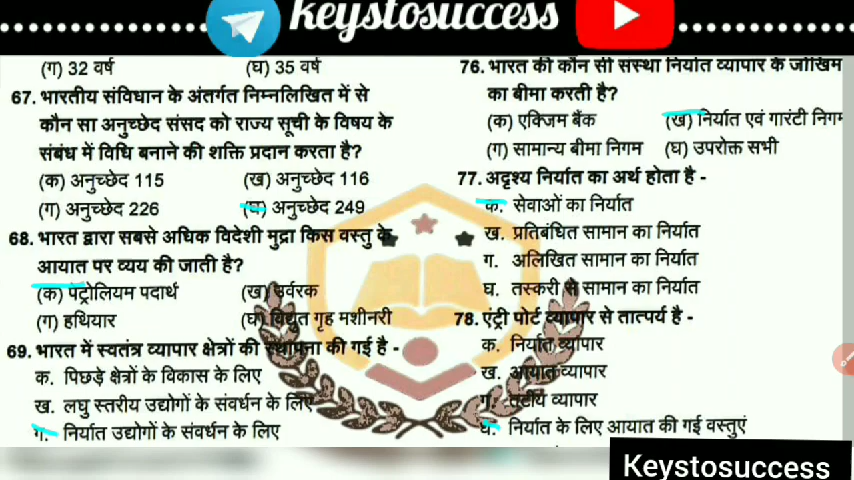 keystosuccess
(ग) 32 वर्ष (घ) 35 वर्ष
67. भारतीय संविधान के अंतर्गत निम्नलिखित में से
कौन सा अनुच्छेद संसद को राज्य सूची के विषय के
संबंध में विधि बनाने की शक्ति प्रदान करता है?
(क) अनुच्छेद 115 (ख) अनुच्छेद 116
(ग) अनुच्छेद 226 (घ) अनुच्छेद 249
68. भारत द्वारा सबसे अधिक विदेशी मुद्रा किस वस्तु के
आयात पर व्यय की जाती है?
(क) पेट्रोलियम पदार्थ (ख) उर्वरक
(ग) हथियार (घ) विद्युत गृह मशीनरी
69. भारत में स्वतंत्र व्यापार क्षेत्रों की स्थापना की गई है -
क. पिछड़े क्षेत्रों के विकास के लिए
ख. लघु स्तरीय उद्योगों के संवर्धन के लिए
ग. निर्यात उद्योगों के संवर्धन के लिए
76. भारत की कौन सी संस्था निर्यात व्यापार के जोखिम
का बीमा करती है?
(क) एक्जिम बैंक (ख) निर्यात एवं गारंटी निगम
(ग) सामान्य बीमा निगम (घ) उपरोक्त सभी
77. अदृश्य निर्यात का अर्थ होता है -
क. सेवाओं का निर्यात
ख. प्रतिबंधित सामान का निर्यात
ग. अलिखित सामान का निर्यात
घ. तस्करी से सामान का निर्यात
78. एंट्री पोर्ट व्यापार से तात्पर्य है -
क. निर्यात व्यापार
ख. आयात व्यापार
ग. तटीय व्यापार
घ. निर्यात के लिए आयात की गई वस्तुएं
Keystosuccess